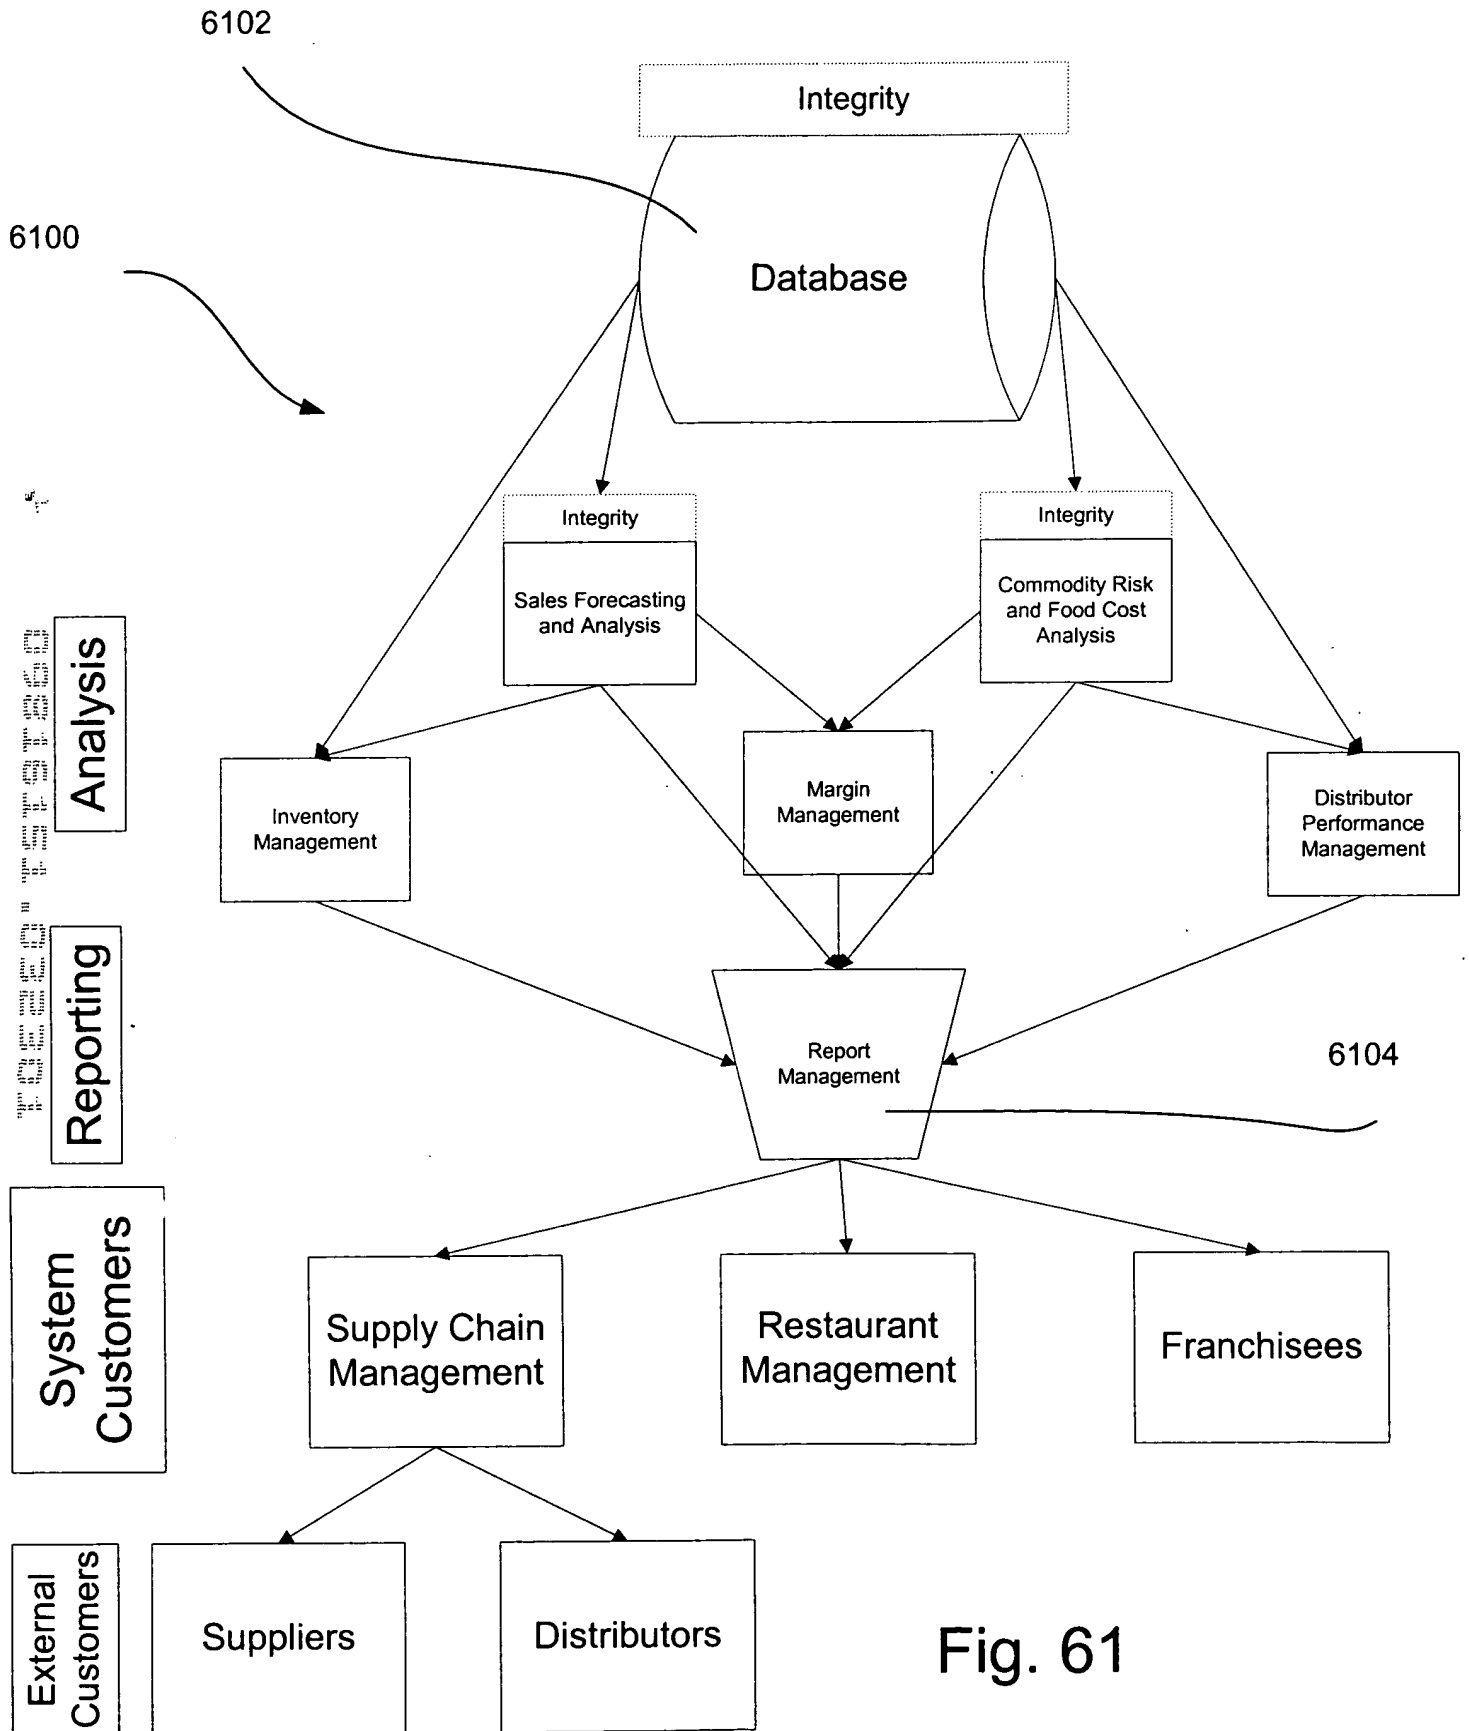 6102
Integrity
6100
Database
Integrity
Integrity
Sales Forecasting
and Analysis
Commodity Risk
and Food Cost
Analysis
Analysis
Inventory
Management
Margin
Management
Distributor
Performance
Management
Reporting
Report
Management
6104
System
Customers
Supply Chain
Management
Restaurant
Management
Franchisees
External
Customers
Suppliers
Distributors
Fig. 61